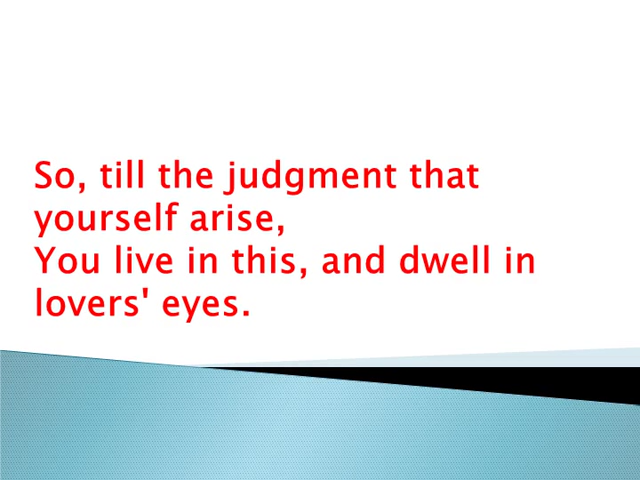 So, till the judgment that
yourself arise,
You live in this, and dwell in
lovers' eyes.